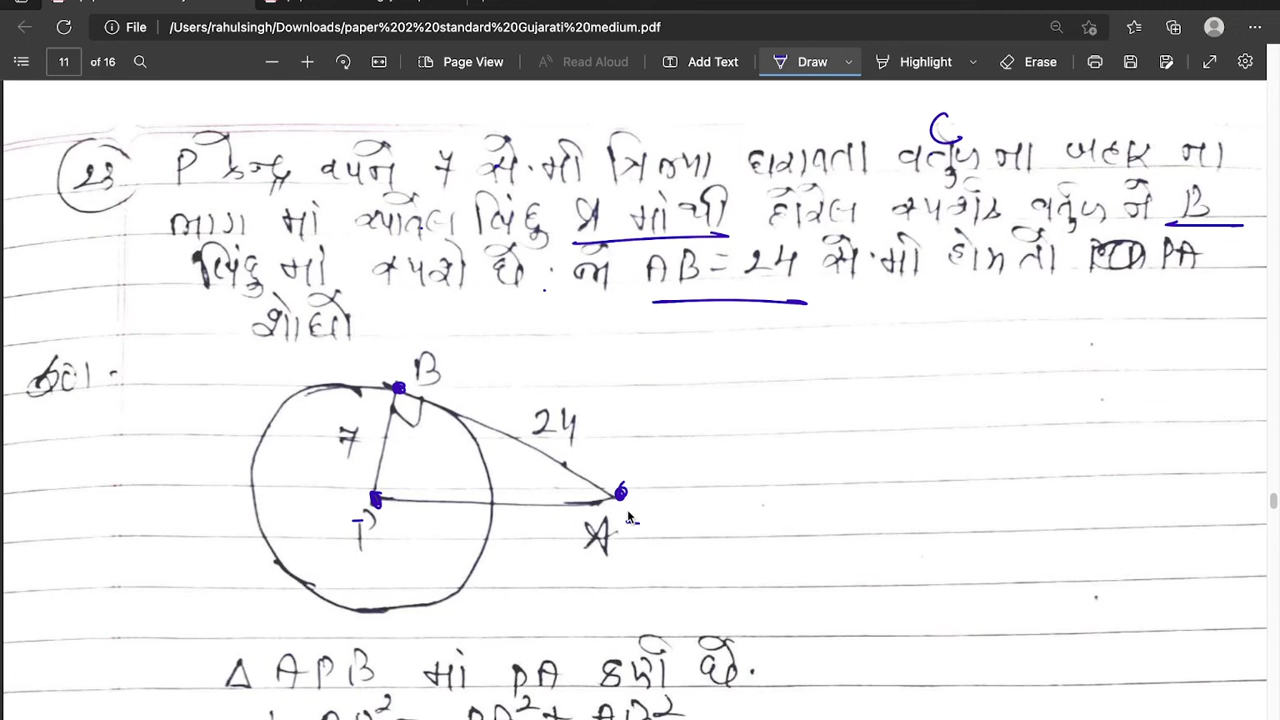 File /Users/rahulsingh/Downloads/paper%202%20standard%20Gujarati%20medium.pdf
11 of 16 Page View Read Aloud Add Text Draw Highlight Erase
C
23 P કેન્દ્ર વાળા 7 સે.મી ત્રિજ્યા ધરાવતા વર્તુળ ના બહાર ના
ભાગ માં આવેલ બિંદુ A માંથી દોરેલ સ્પર્શક વર્તુળ ને B
બિંદુ માં સ્પર્શે છે. જો AB = 24 સે.મી હોય તો PA
શોધો
B
7
24
P
A
Δ APB માં PA કર્ણ છે.